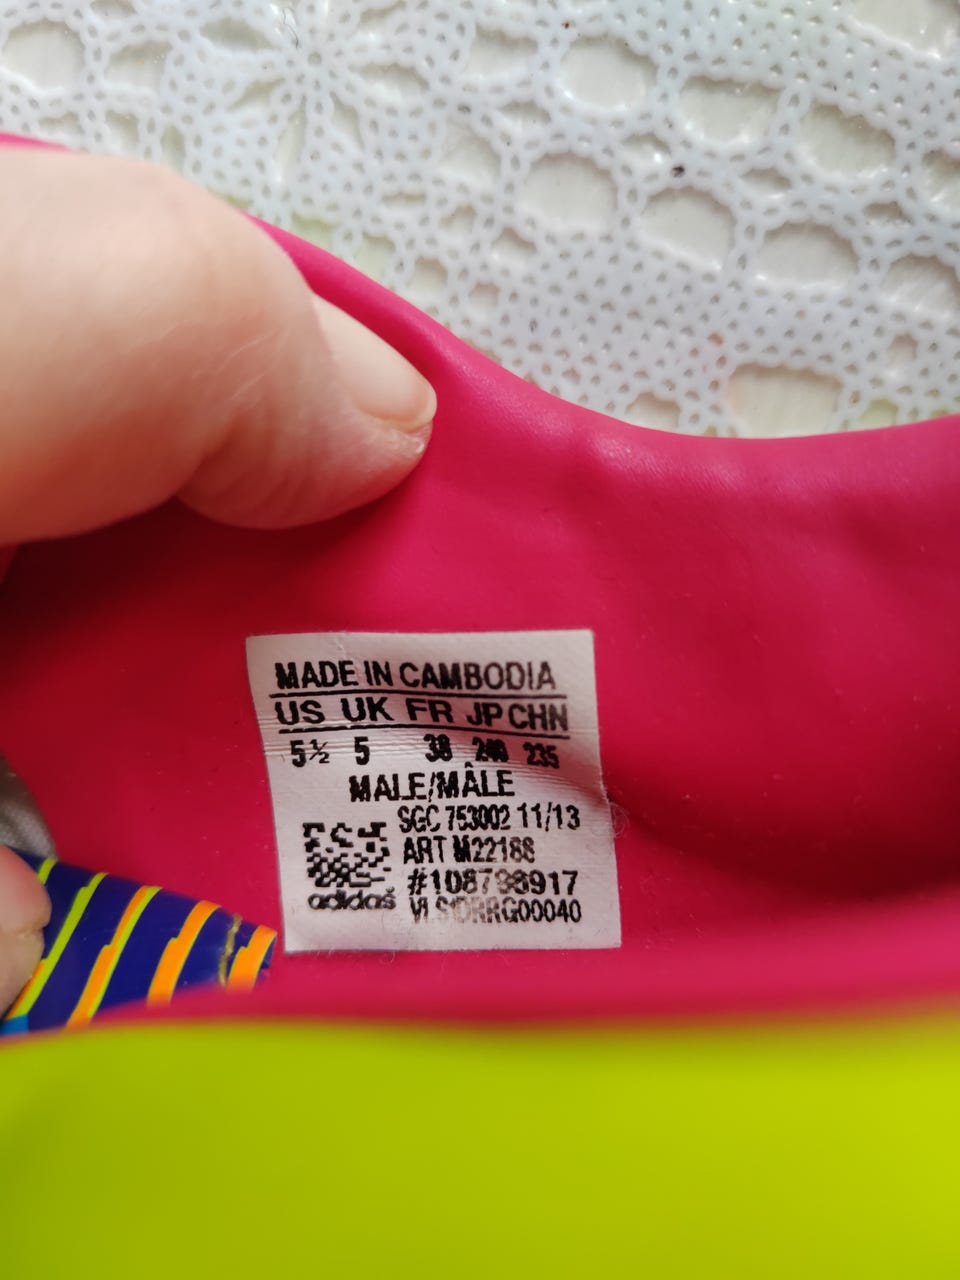 MADE IN CAMBODIA
US UK FR JP CHN
5½ 5 38 240 235
MALE/MÂLE
SGC 753002 11/13
ART M22188
#108798917
adidas